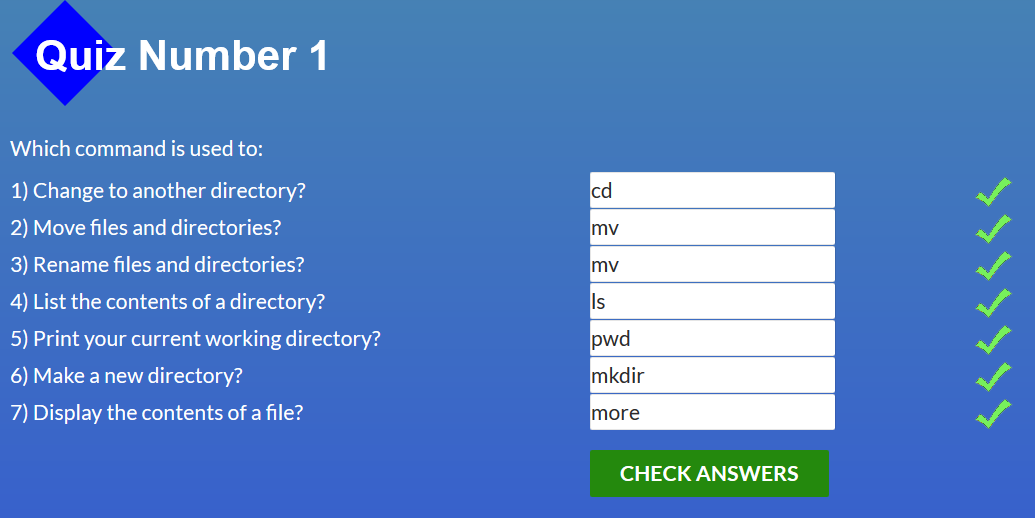 Quiz Number 1
Which command is used to:
1) Change to another directory? cd
2) Move files and directories? mv
3) Rename files and directories? mv
4) List the contents of a directory? ls
5) Print your current working directory? pwd
6) Make a new directory? mkdir
7) Display the contents of a file? more
CHECK ANSWERS